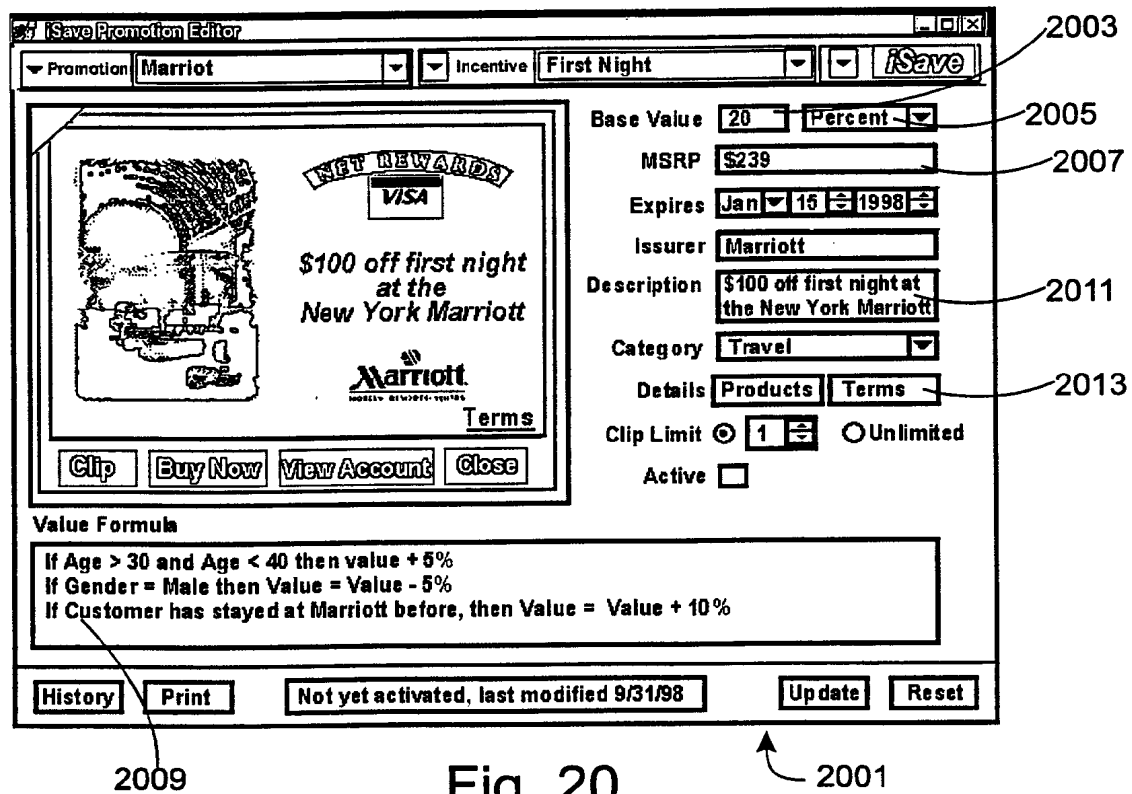 iSave Promotion Editor
2003
Promotion Marriot Incentive First Night iSave
Base Value 20 Percent
2005
MSRP $239
2007
Expires Jan 15 1998
Issurer Marriott
Description $100 off first night at
the New York Marriott
2011
Category Travel
Details Products Terms
2013
Clip Limit 1 Unlimited
Active
NET REWARDS
VISA
$100 off first night
at the
New York Marriott
Marriott
HOTELS·RESORTS·SUITES
Terms
Clip Buy Now View Account Close
Value Formula
If Age > 30 and Age < 40 then value + 5%
If Gender = Male then Value = Value - 5%
If Customer has stayed at Marriott before, then Value = Value + 10%
History Print Not yet activated, last modified 9/31/98 Update Reset
2009
Fig. 20
2001